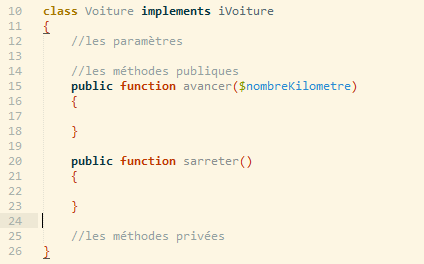 10 class Voiture implements iVoiture
11 {
12 //les paramètres
13
14 //les méthodes publiques
15 public function avancer($nombreKilometre)
16 {
17
18 }
19
20 public function sarreter()
21 {
22
23 }
24
25 //les méthodes privées
26 }